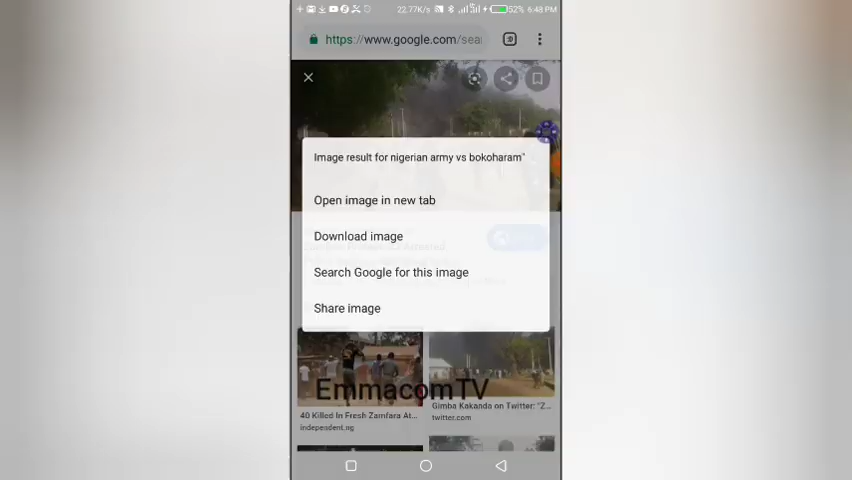 22.77K/s 52% 6:48 PM
https://www.google.com/sea
Image result for nigerian army vs bokoharam"
Open image in new tab
Download image
Search Google for this image
Share image
EmmacomTV
40 Killed In Fresh Zamfara At...
independent.ng
Gimba Kakanda on Twitter: "Z...
twitter.com